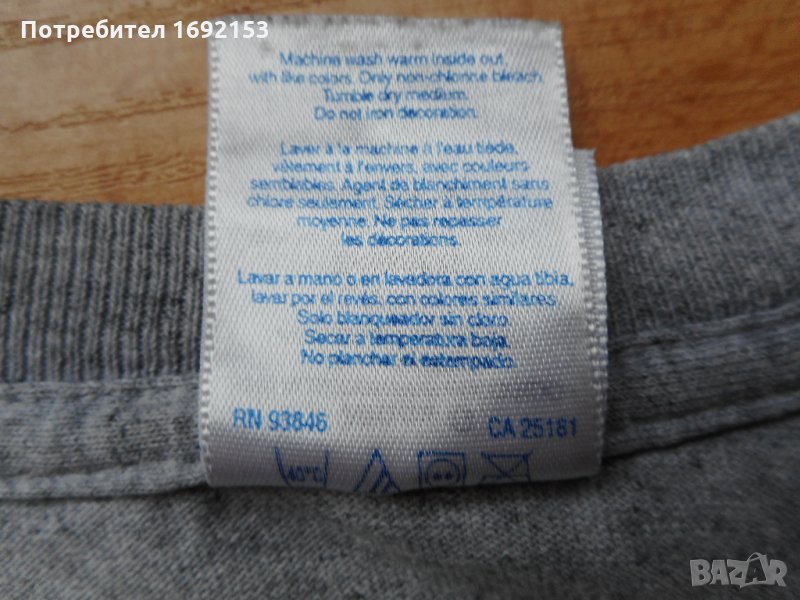 Потребител 1692153
Machine wash warm inside out,
with like colors. Only non-chlorine bleach.
Tumble dry medium.
Do not iron decoration.
Laver à la machine à l'eau tiède,
vêtement à l'envers, avec couleurs
semblables. Agent de blanchiment sans
chlore seulement. Sécher à température
moyenne. Ne pas repasser
les décorations.
Lavar a mano o en lavadora con agua tibia,
lavar por el revés, con colores similares.
Solo blanqueador sin cloro.
Secar a temperatura baja.
No planchar el estampado.
RN 93846 CA 25181
40°C
BAZAR